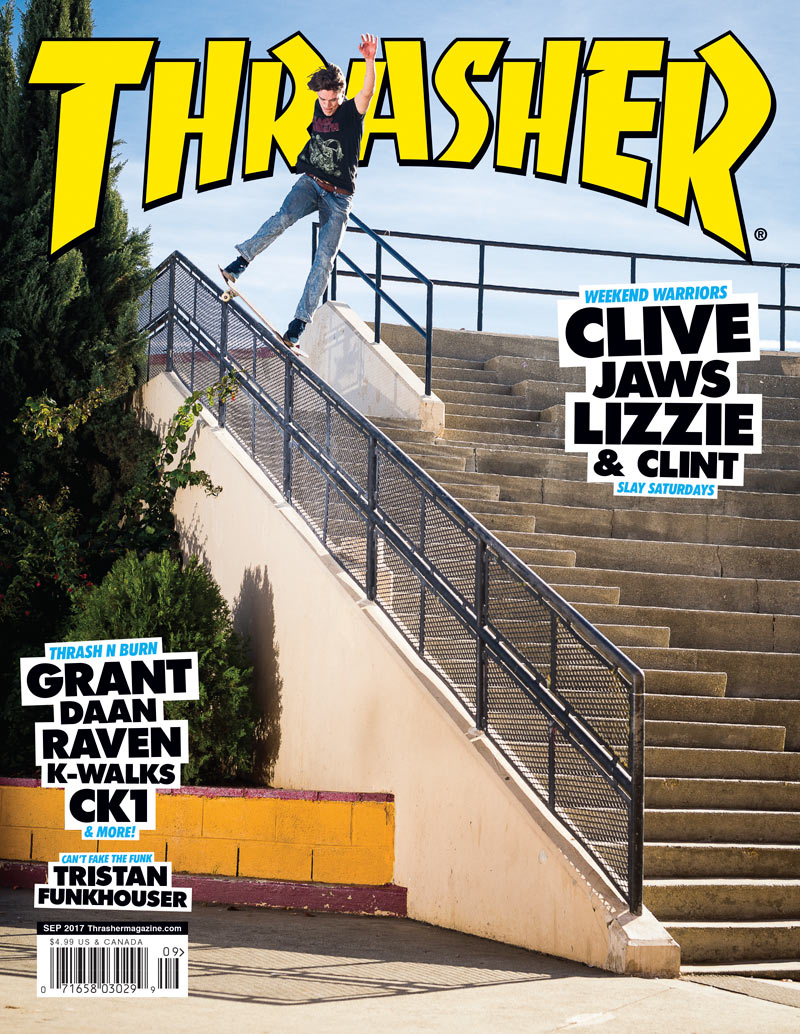 THRASHER®
WEEKEND WARRIORS
CLIVE
JAWS
LIZZIE
& CLINT
SLAY SATURDAYS
THRASH N BURN
GRANT
DAAN
RAVEN
K-WALKS
CK1
& MORE!
CAN'T FAKE THE FUNK
TRISTAN
FUNKHOUSER
SEP 2017 Thrashermagazine.com
$4.99 US & CANADA
09>
0 71658 03029 9